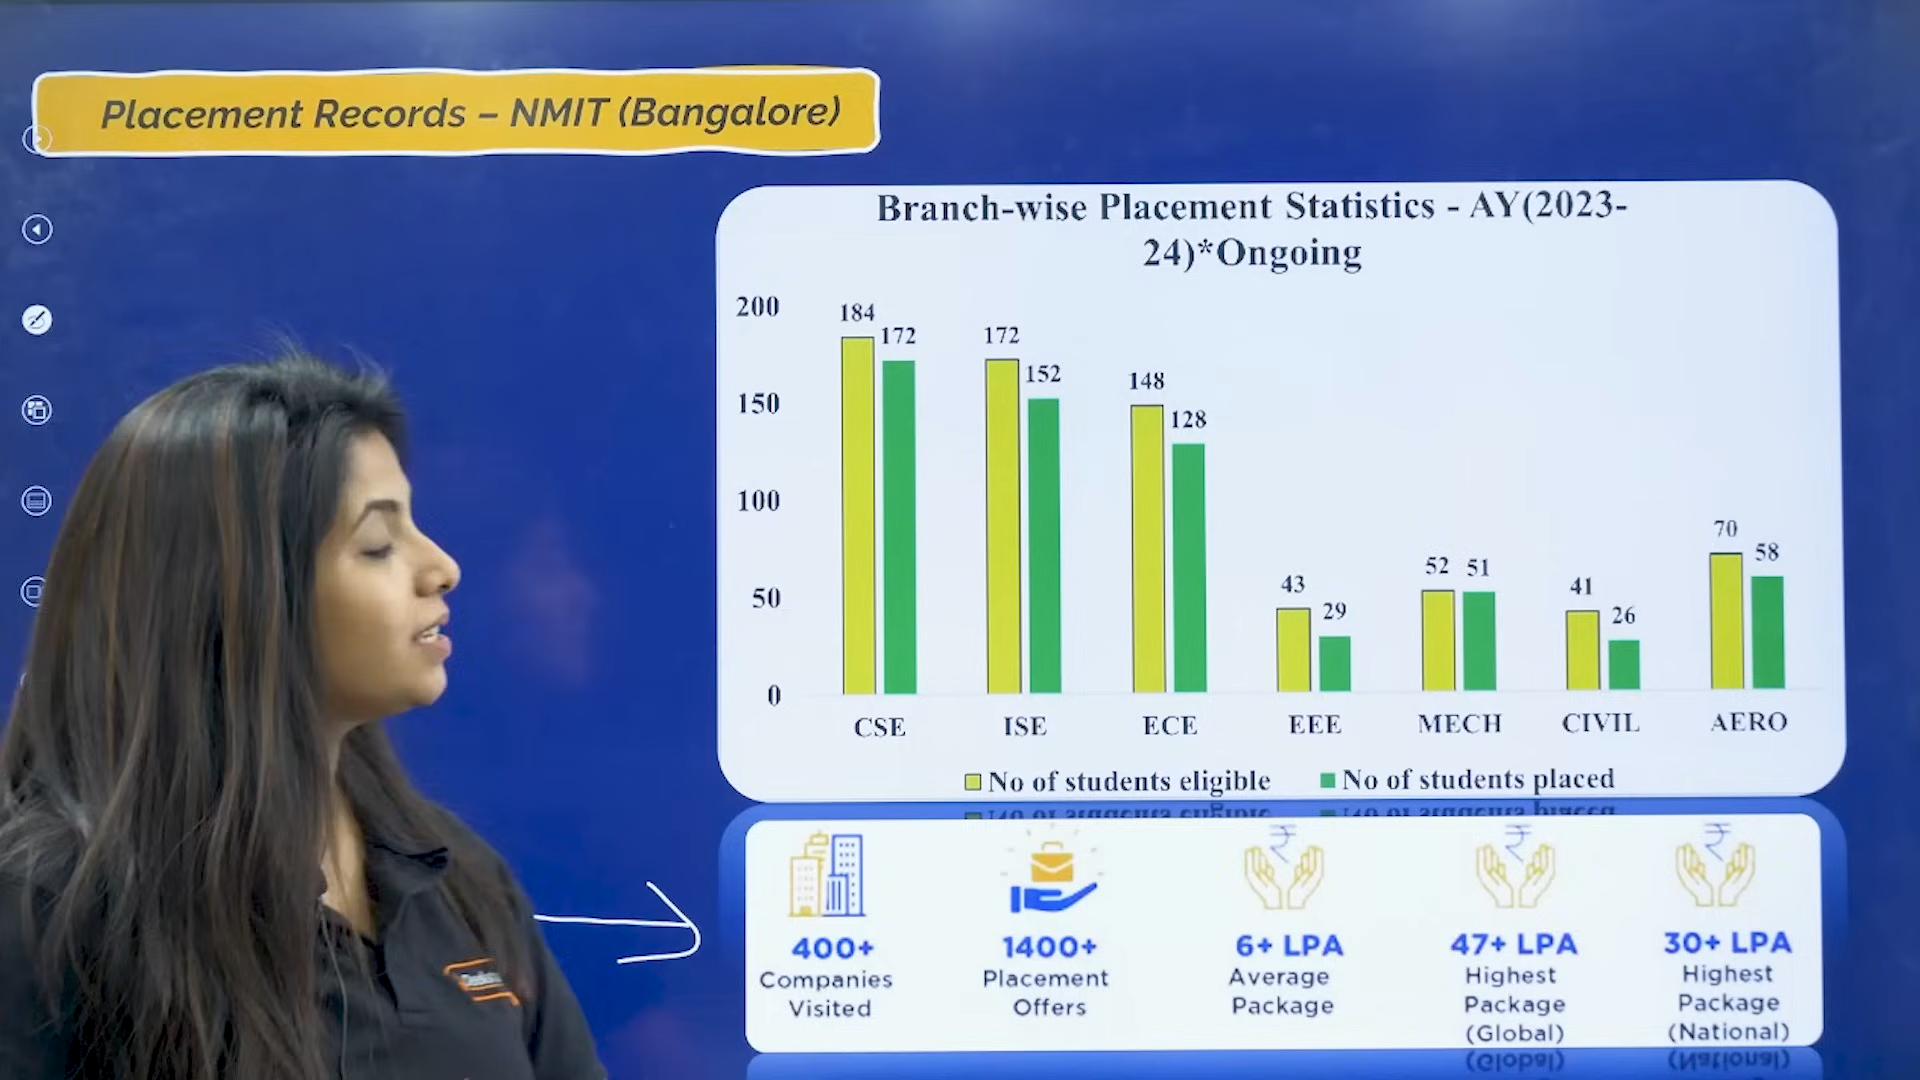 Placement Records – NMIT (Bangalore)
Branch-wise Placement Statistics - AY(2023-
24)*Ongoing
200
150
100
50
0
184
172
172
152
148
128
43
29
52
51
41
26
70
58
CSE
ISE
ECE
EEE
MECH
CIVIL
AERO
No of students eligible
No of students placed
400+
Companies
Visited
1400+
Placement
Offers
6+ LPA
Average
Package
47+ LPA
Highest
Package
(Global)
30+ LPA
Highest
Package
(National)